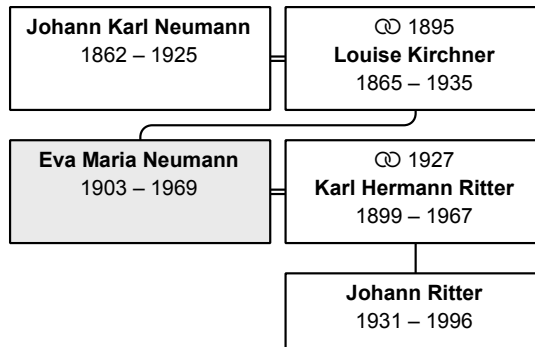 Johann Karl Neumann
1862 – 1925
⚭ 1895
Louise Kirchner
1865 – 1935
Eva Maria Neumann
1903 – 1969
⚭ 1927
Karl Hermann Ritter
1899 – 1967
Johann Ritter
1931 – 1996